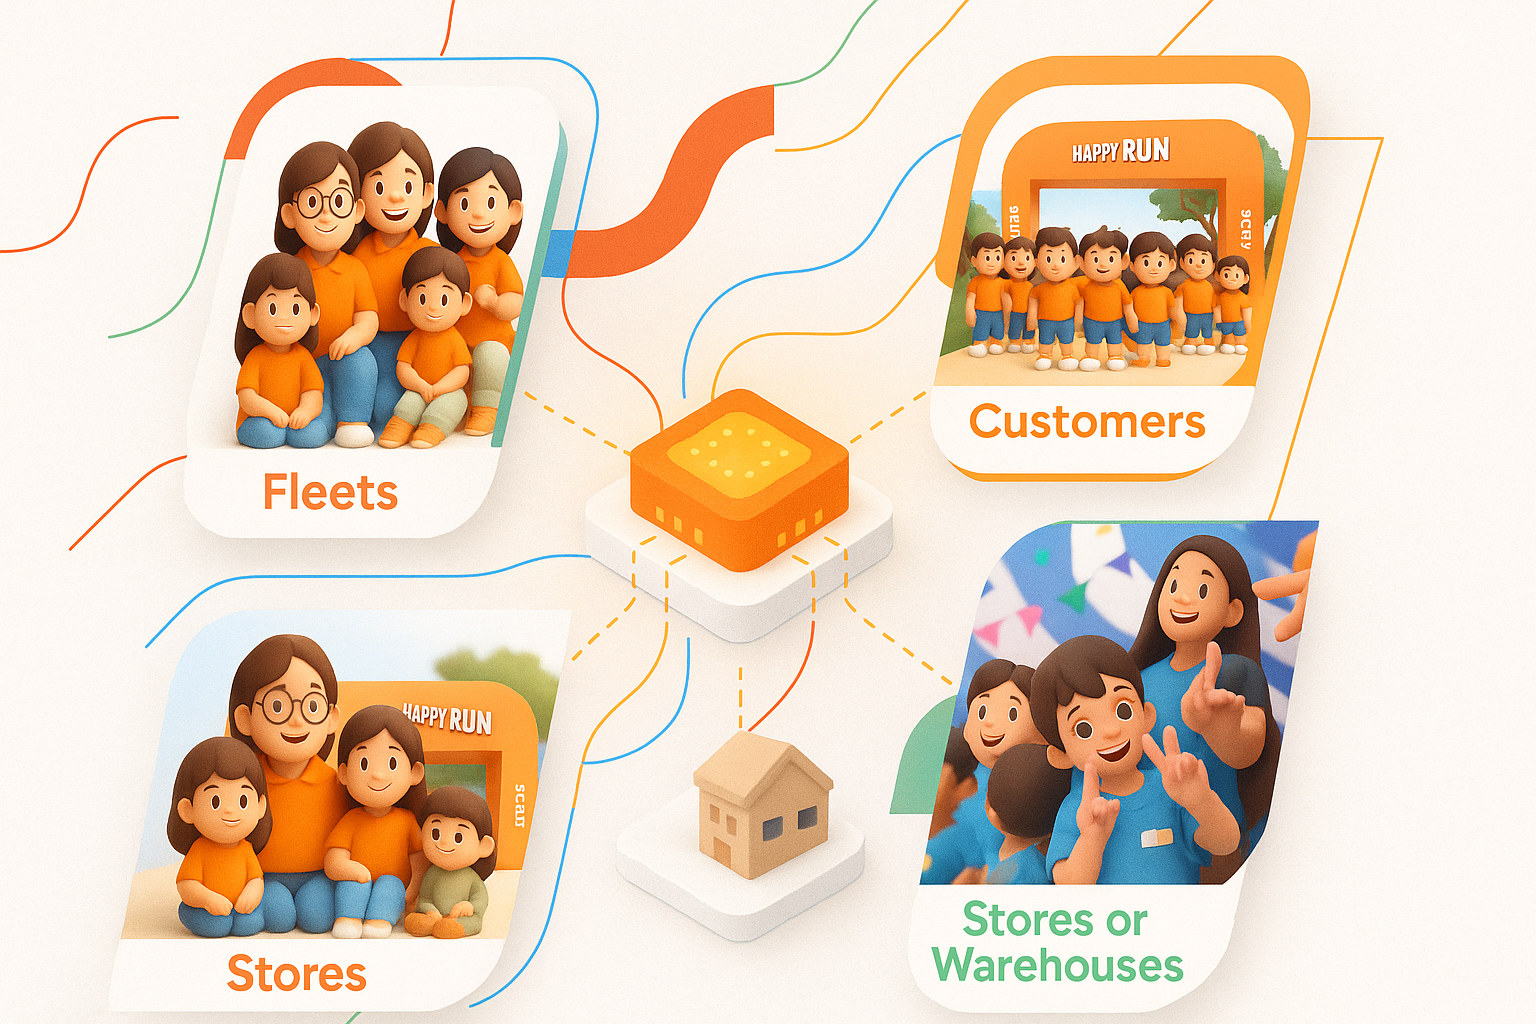 HAPPY RUN
Customers
Fleets
HAPPY RUN
Stores
Stores or
Warehouses